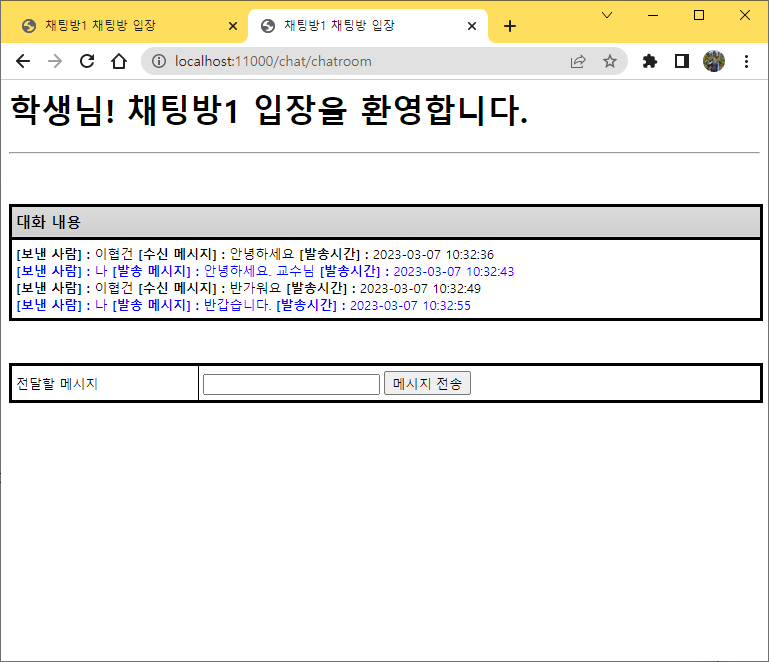 채팅방1 채팅방 입장
채팅방1 채팅방 입장
localhost:11000/chat/chatroom
학생님! 채팅방1 입장을 환영합니다.
대화 내용
[보낸 사람] : 이협건 [수신 메시지] : 안녕하세요 [발송시간] : 2023-03-07 10:32:36
[보낸 사람] : 나 [발송 메시지] : 안녕하세요. 교수님 [발송시간] : 2023-03-07 10:32:43
[보낸 사람] : 이협건 [수신 메시지] : 반가워요 [발송시간] : 2023-03-07 10:32:49
[보낸 사람] : 나 [발송 메시지] : 반갑습니다. [발송시간] : 2023-03-07 10:32:55
전달할 메시지
메시지 전송